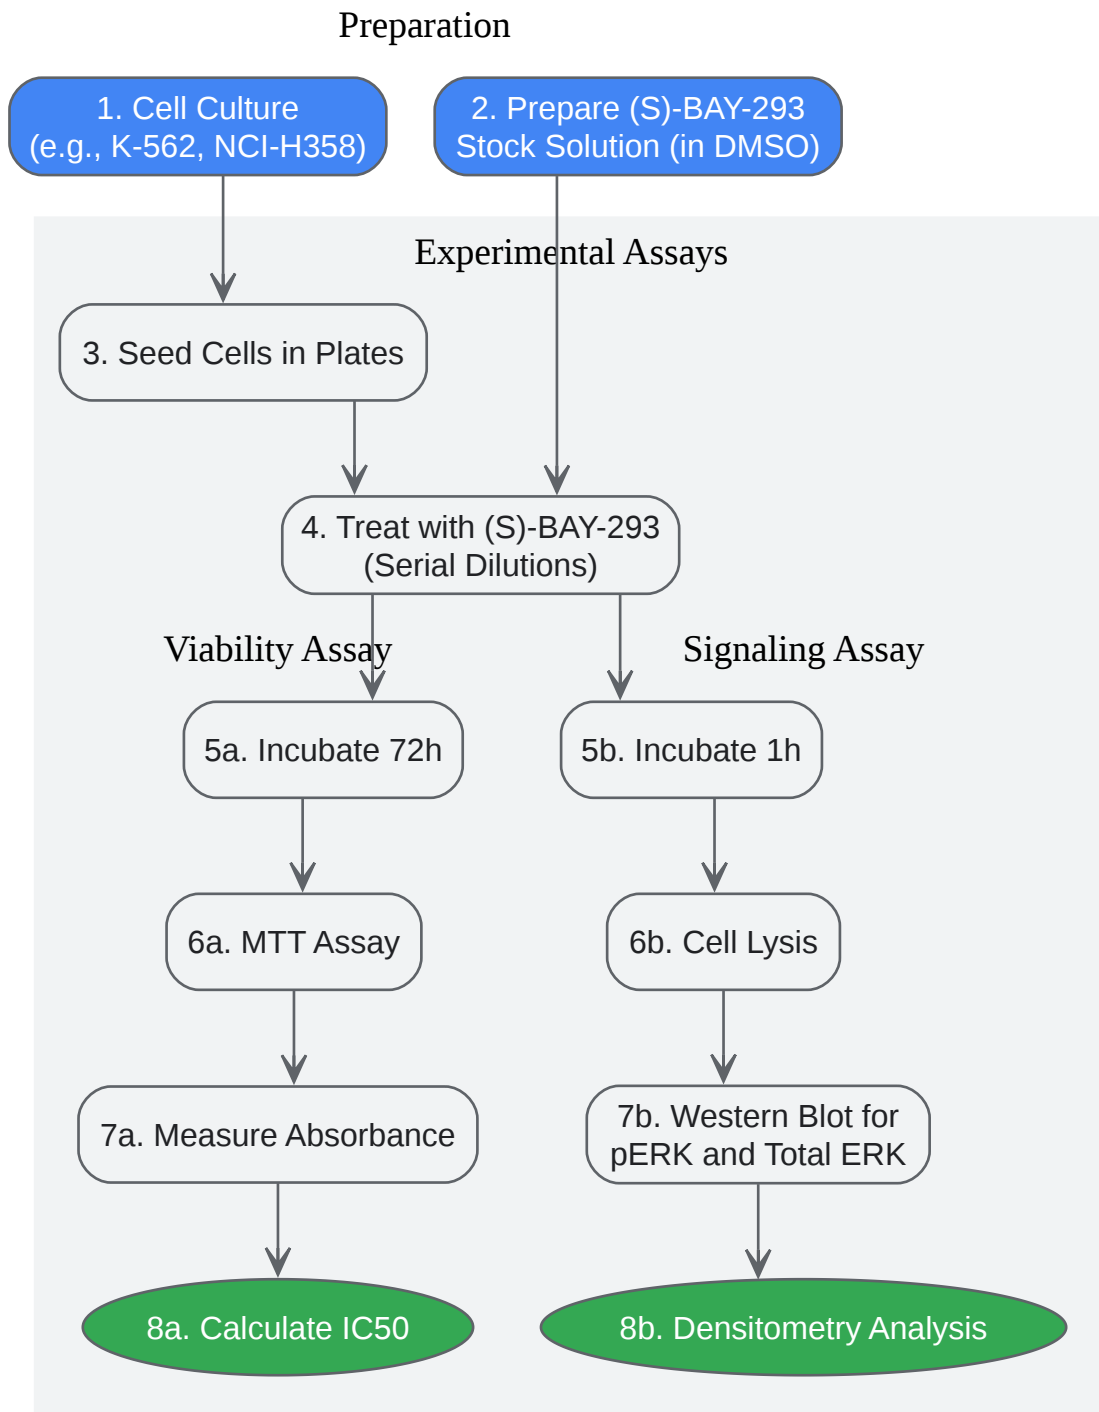 Preparation
1. Cell Culture
(e.g., K-562, NCI-H358)
2. Prepare (S)-BAY-293
Stock Solution (in DMSO)
Experimental Assays
3. Seed Cells in Plates
4. Treat with (S)-BAY-293
(Serial Dilutions)
Viability Assay
Signaling Assay
5a. Incubate 72h
5b. Incubate 1h
6a. MTT Assay
6b. Cell Lysis
7a. Measure Absorbance
7b. Western Blot for
pERK and Total ERK
8a. Calculate IC50
8b. Densitometry Analysis